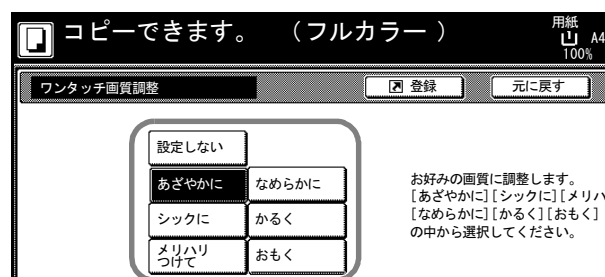 コピーできます。 (フルカラー)
用紙
A4
100%
ワンタッチ画質調整
登録
元に戻す
設定しない
あざやかに
なめらかに
シックに
かるく
メリハリ
つけて
おもく
お好みの画質に調整します。
[あざやかに][シックに][メリハ
[なめらかに][かるく][おもく]
の中から選択してください。